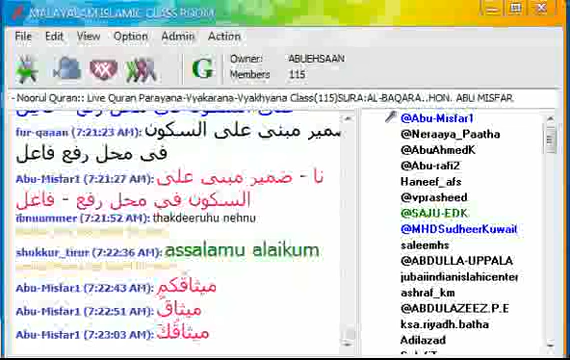 MALAYALAM ISLAMIC CLASS ROOM
File Edit View Option Admin Action
Owner: ABUEHSAAN
Members 115
- Noorul Quran:: Live Quran Parayana-Vyakarana-Vyakhyana Class(115)SURA:AL-BAQARA..HON. ABU MISFAR.
fur-qaaan (7:21:23 AM): ضمير مبنى على السكون
فى محل رفع فاعل
Abu-Misfar1 (7:21:27 AM): نا - ضمير مبنى على
السكون فى محل رفع - فاعل
ibnuummer (7:21:52 AM): thakdeeruhu nehnu
shukkur_tirur (7:22:36 AM): assalamu alaikum
Abu-Misfar1 (7:22:43 AM): ميثاقُكم
Abu-Misfar1 (7:22:51 AM): ميثاقٌ
Abu-Misfar1 (7:23:03 AM): ميثاقُكَ
@Abu-Misfar1
@Neraya_Paatha
@AbuAhmedK
@Abu-rafi2
Haneef_afs
@vprasheed
@SAJU-EDK
@MHDSudheerKuwait
saleemhs
@ABDULLA-UPPALA
jubailindianislahicenter
ashraf_km
@ABDULAZEEZ.P.E
ksa.riyadh.batha
Adilazad